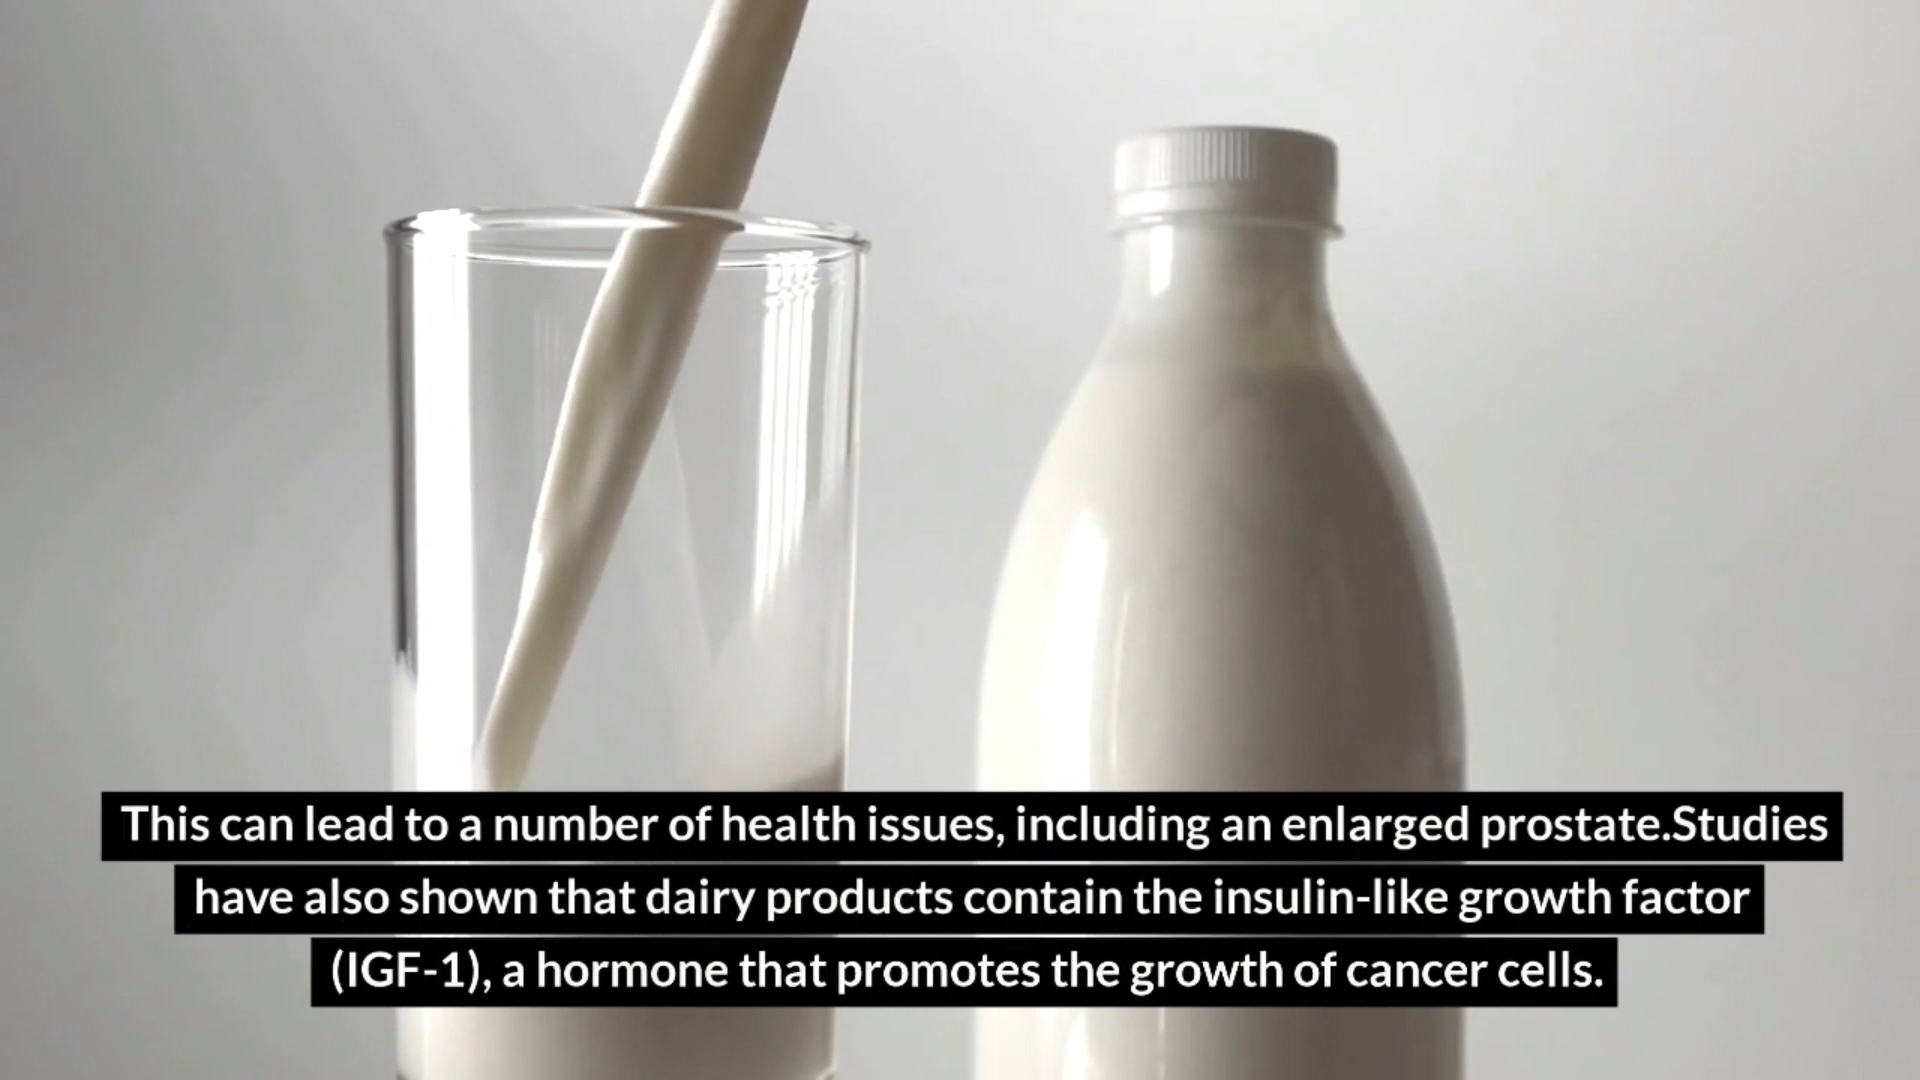 This can lead to a number of health issues, including an enlarged prostate.Studies
have also shown that dairy products contain the insulin-like growth factor
(IGF-1), a hormone that promotes the growth of cancer cells.